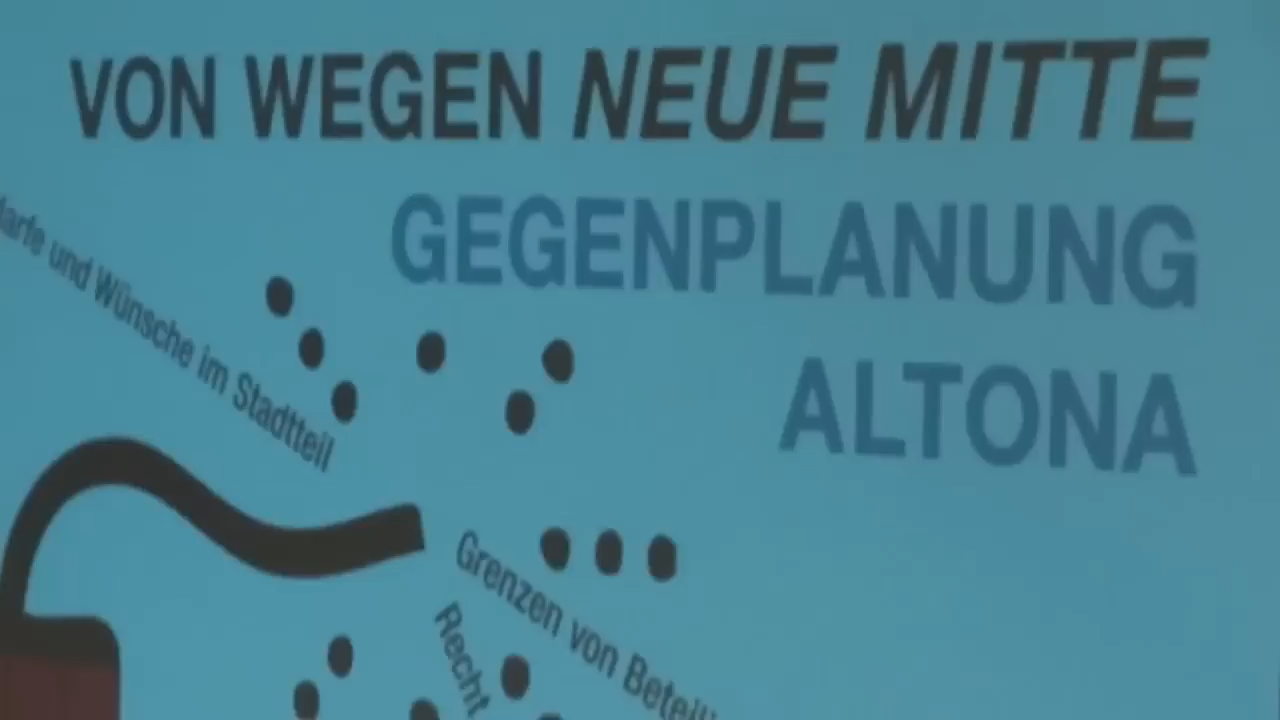 VON WEGEN NEUE MITTE
GEGENPLANUNG
ALTONA
und Wünsche im Stadtteil
Grenzen von
Recht